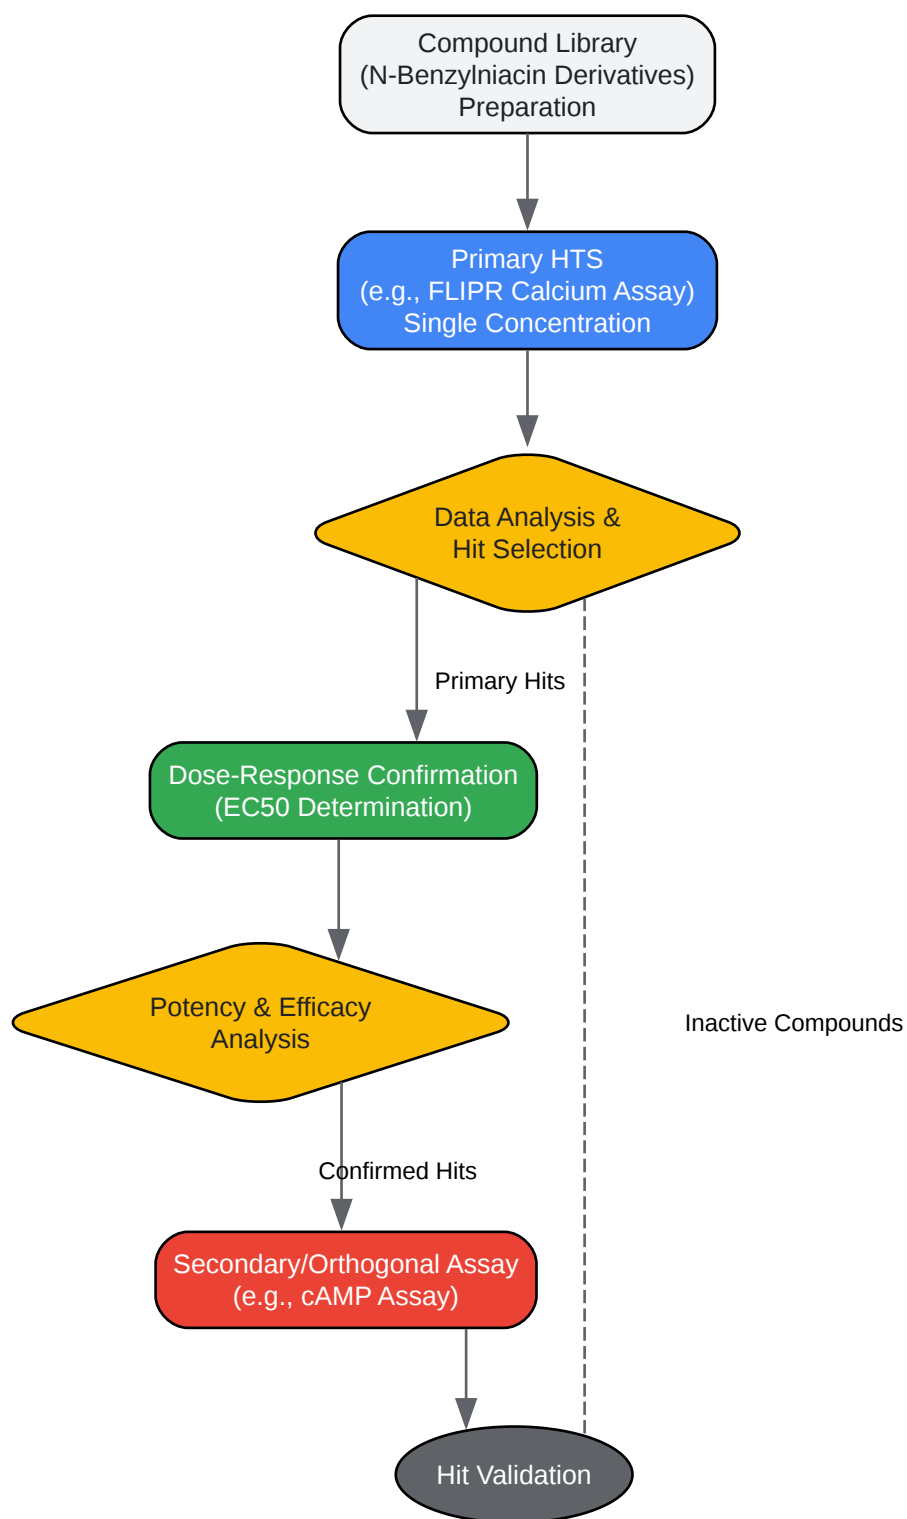 Compound Library
(N-Benzylniacin Derivatives)
Preparation
Primary HTS
(e.g., FLIPR Calcium Assay)
Single Concentration
Data Analysis &
Hit Selection
Primary Hits
Dose-Response Confirmation
(EC50 Determination)
Potency & Efficacy
Analysis
Inactive Compounds
Confirmed Hits
Secondary/Orthogonal Assay
(e.g., cAMP Assay)
Hit Validation